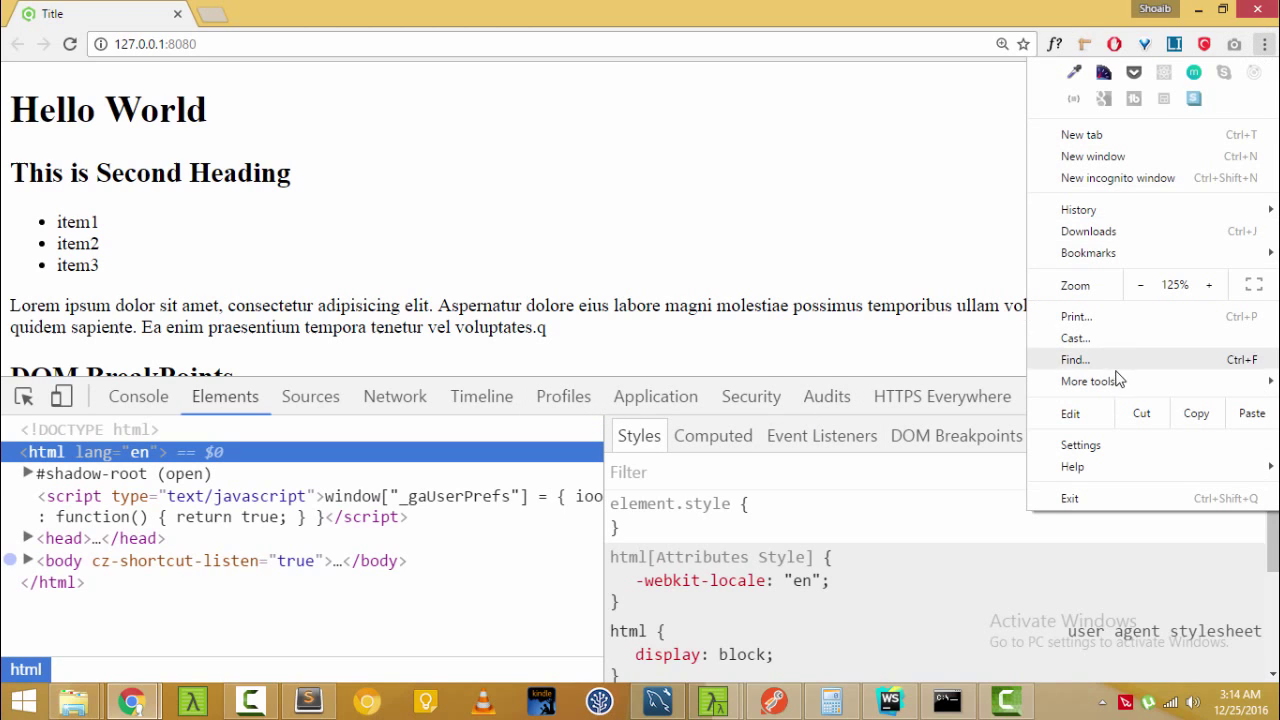 Title
Shoaib
127.0.0.1:8080
f?
Hello World
This is Second Heading
item1
item2
item3
Lorem ipsum dolor sit amet, consectetur adipisicing elit. Aspernatur dolore eius labore magni molestiae possimus temporibus ullam vol
quidem sapiente. Ea enim praesentium tempora tenetur vel voluptates.q
DOM BreakPoints
New tab Ctrl+T
New window Ctrl+N
New incognito window Ctrl+Shift+N
History
Downloads Ctrl+J
Bookmarks
Zoom − 125% +
Print... Ctrl+P
Cast...
Find... Ctrl+F
More tools
Edit Cut Copy Paste
Settings
Help
Exit Ctrl+Shift+Q
Console Elements Sources Network Timeline Profiles Application Security Audits HTTPS Everywhere
<!DOCTYPE html>
<html lang="en"> == $0
#shadow-root (open)
<script type="text/javascript">window["_gaUserPrefs"] = { ioo
: function() { return true; } }</script>
<head>…</head>
<body cz-shortcut-listen="true">…</body>
</html>
html
Styles Computed Event Listeners DOM Breakpoints
Filter
element.style {
}
html[Attributes Style] {
-webkit-locale: "en";
}
html {
user agent stylesheet
display: block;
}
Activate Windows
Go to PC settings to activate Windows.
kindle
WS
3:14 AM
12/25/2016